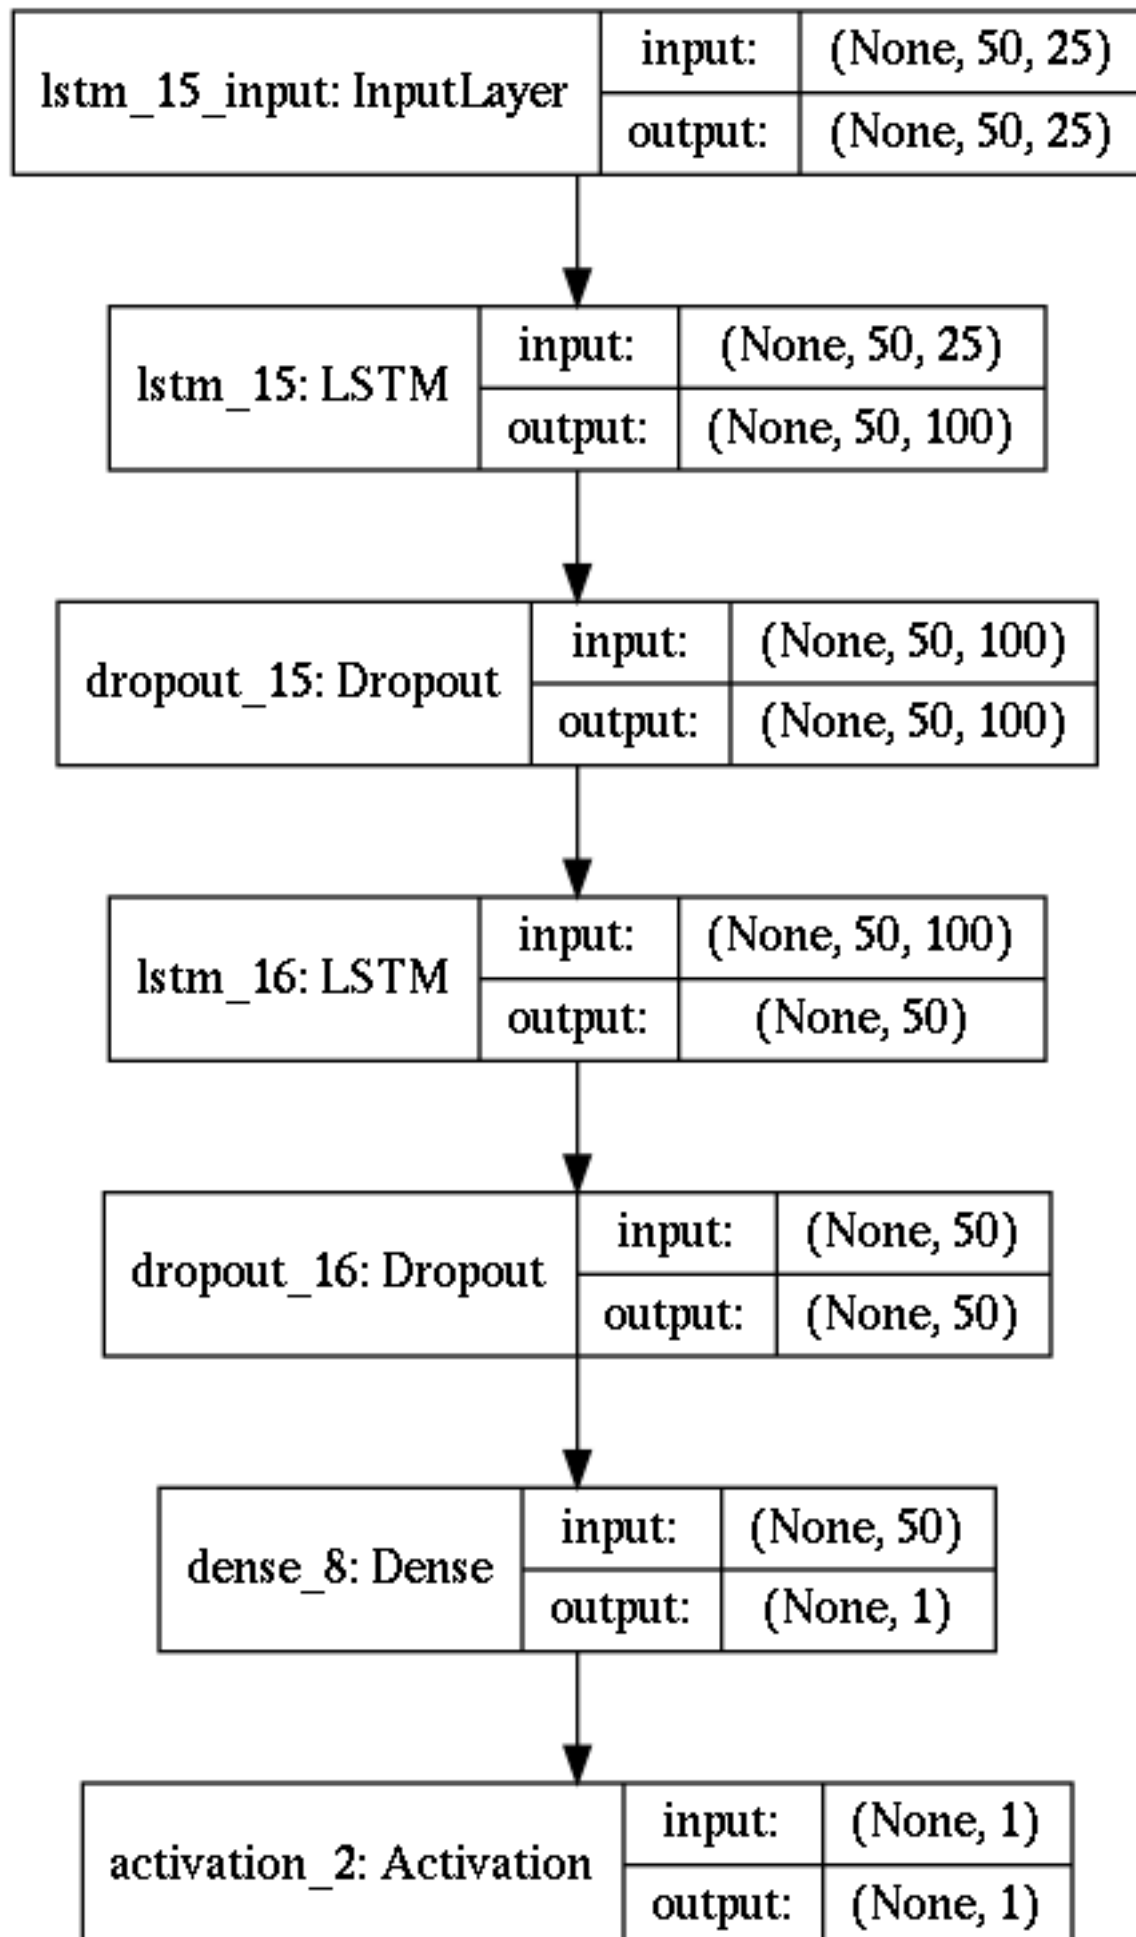 lstm_15_input: InputLayer
input: (None, 50, 25)
output: (None, 50, 25)
lstm_15: LSTM
input: (None, 50, 25)
output: (None, 50, 100)
dropout_15: Dropout
input: (None, 50, 100)
output: (None, 50, 100)
lstm_16: LSTM
input: (None, 50, 100)
output: (None, 50)
dropout_16: Dropout
input: (None, 50)
output: (None, 50)
dense_8: Dense
input: (None, 50)
output: (None, 1)
activation_2: Activation
input: (None, 1)
output: (None, 1)